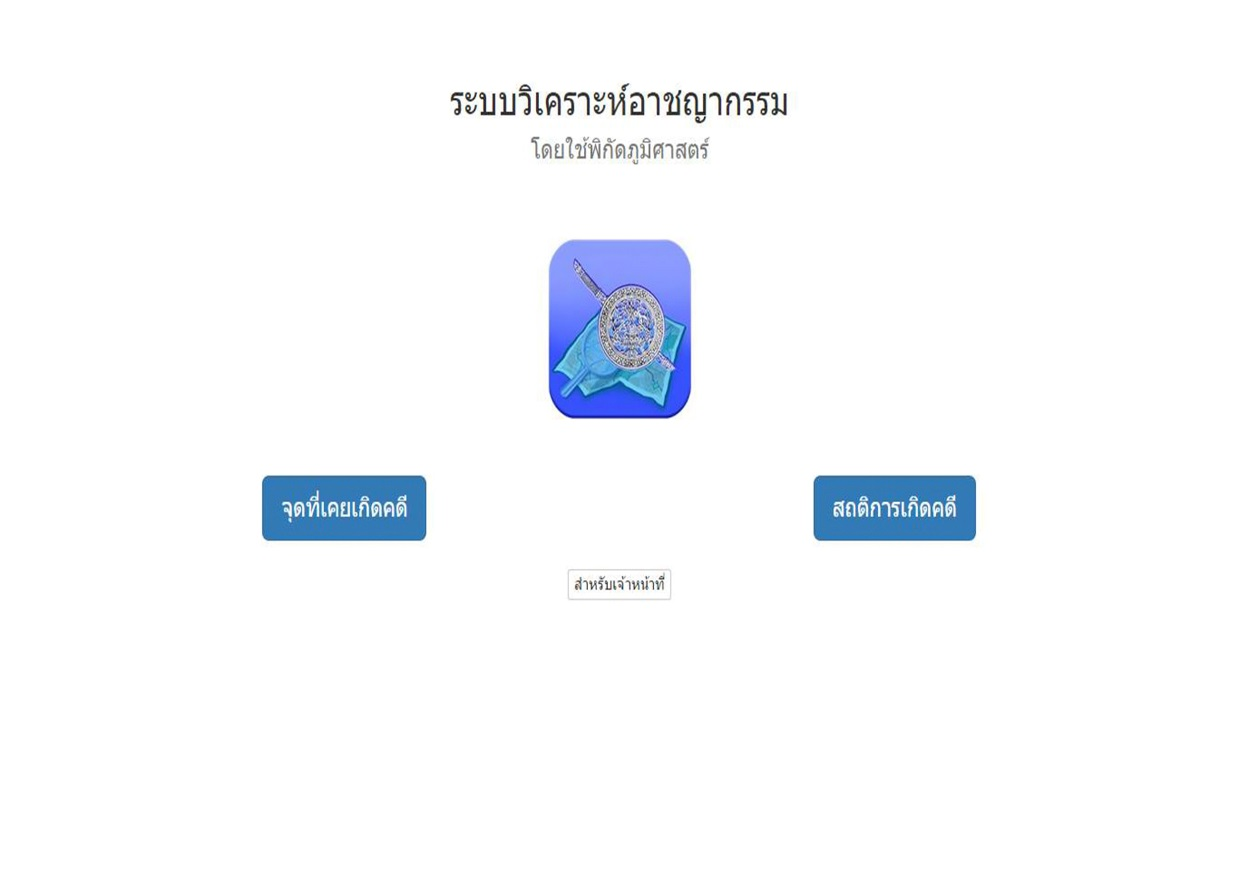 ระบบวิเคราะห์อาชญากรรม
โดยใช้พิกัดภูมิศาสตร์
จุดที่เคยเกิดคดี
สถติการเกิดคดี
สำหรับเจ้าหน้าที่